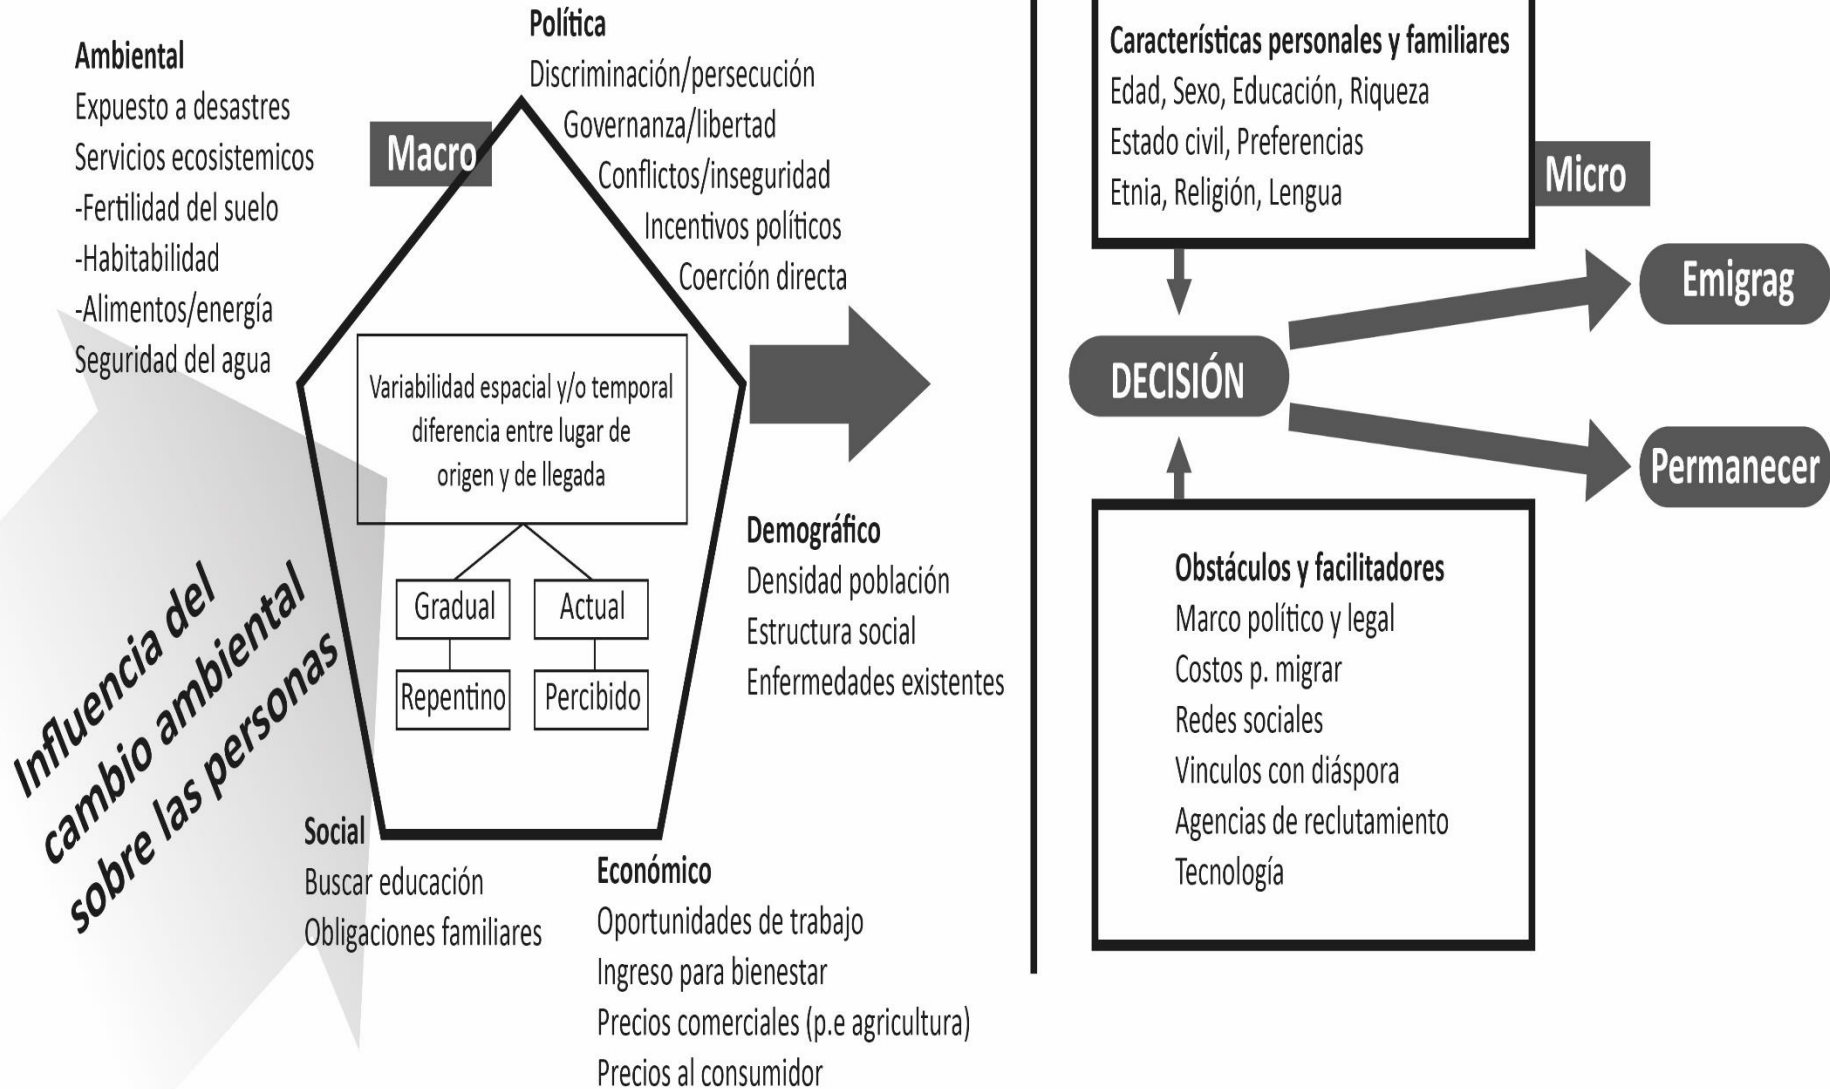 Ambiental
Expuesto a desastres
Servicios ecosistemicos
-Fertilidad del suelo
-Habitabilidad
-Alimentos/energía
Seguridad del agua
Macro
Política
Discriminación/persecución
Governanza/libertad
Conflictos/inseguridad
Incentivos políticos
Coerción directa
Variabilidad espacial y/o temporal
diferencia entre lugar de
origen y de llegada
Gradual
Actual
Repentino
Percibido
Influencia del
cambio ambiental
sobre las personas
Demográfico
Densidad población
Estructura social
Enfermedades existentes
Social
Buscar educación
Obligaciones familiares
Económico
Oportunidades de trabajo
Ingreso para bienestar
Precios comerciales (p.e agricultura)
Precios al consumidor
Características personales y familiares
Edad, Sexo, Educación, Riqueza
Estado civil, Preferencias
Etnia, Religión, Lengua
Micro
DECISIÓN
Emigrag
Permanecer
Obstáculos y facilitadores
Marco político y legal
Costos p. migrar
Redes sociales
Vinculos con diáspora
Agencias de reclutamiento
Tecnología